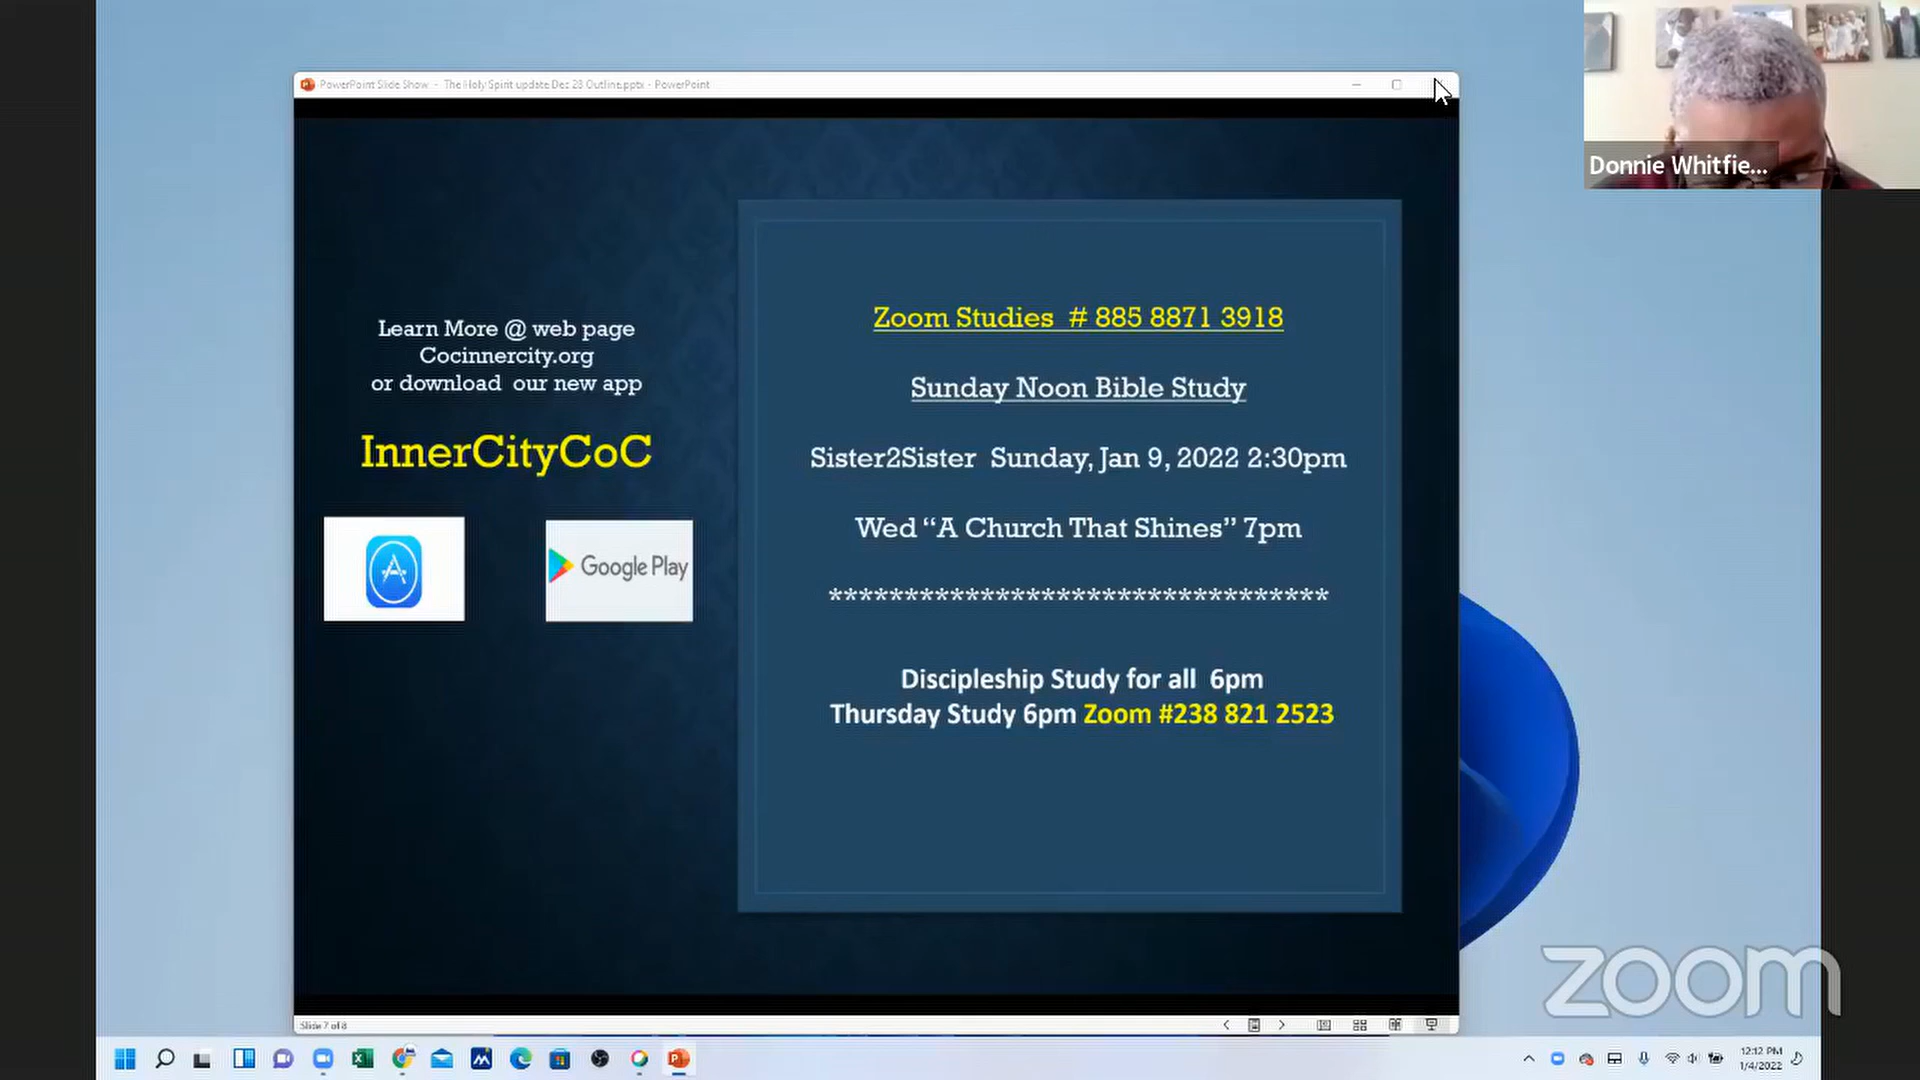 PowerPoint Slide Show - The Holy Spirit update Dec 28 Outline.pptx - PowerPoint
Donnie Whitfie...
Learn More @ web page
Cocinnercity.org
or download our new app
InnerCityCoC
Google Play
Zoom Studies # 885 8871 3918
Sunday Noon Bible Study
Sister2Sister Sunday, Jan 9, 2022 2:30pm
Wed “A Church That Shines” 7pm
*********************************
Discipleship Study for all 6pm
Thursday Study 6pm Zoom #238 821 2523
zoom
Slide 7 of 8
12:12 PM
1/4/2022